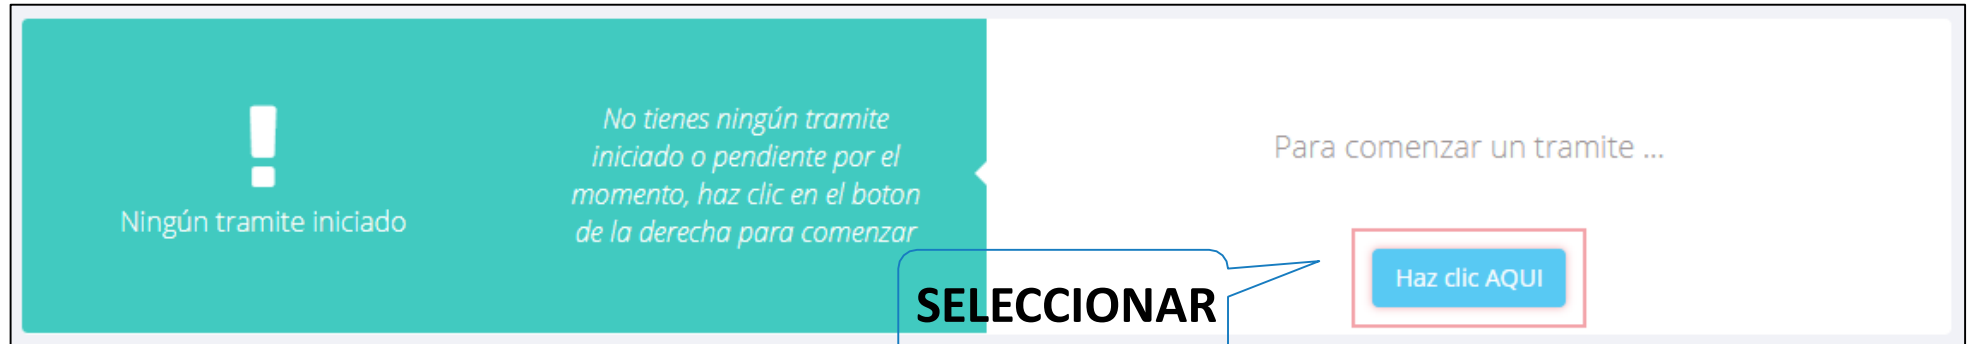 Ningún tramite iniciado
No tienes ningún tramite
iniciado o pendiente por el
momento, haz clic en el boton
de la derecha para comenzar
Para comenzar un tramite ...
Haz clic AQUI
SELECCIONAR